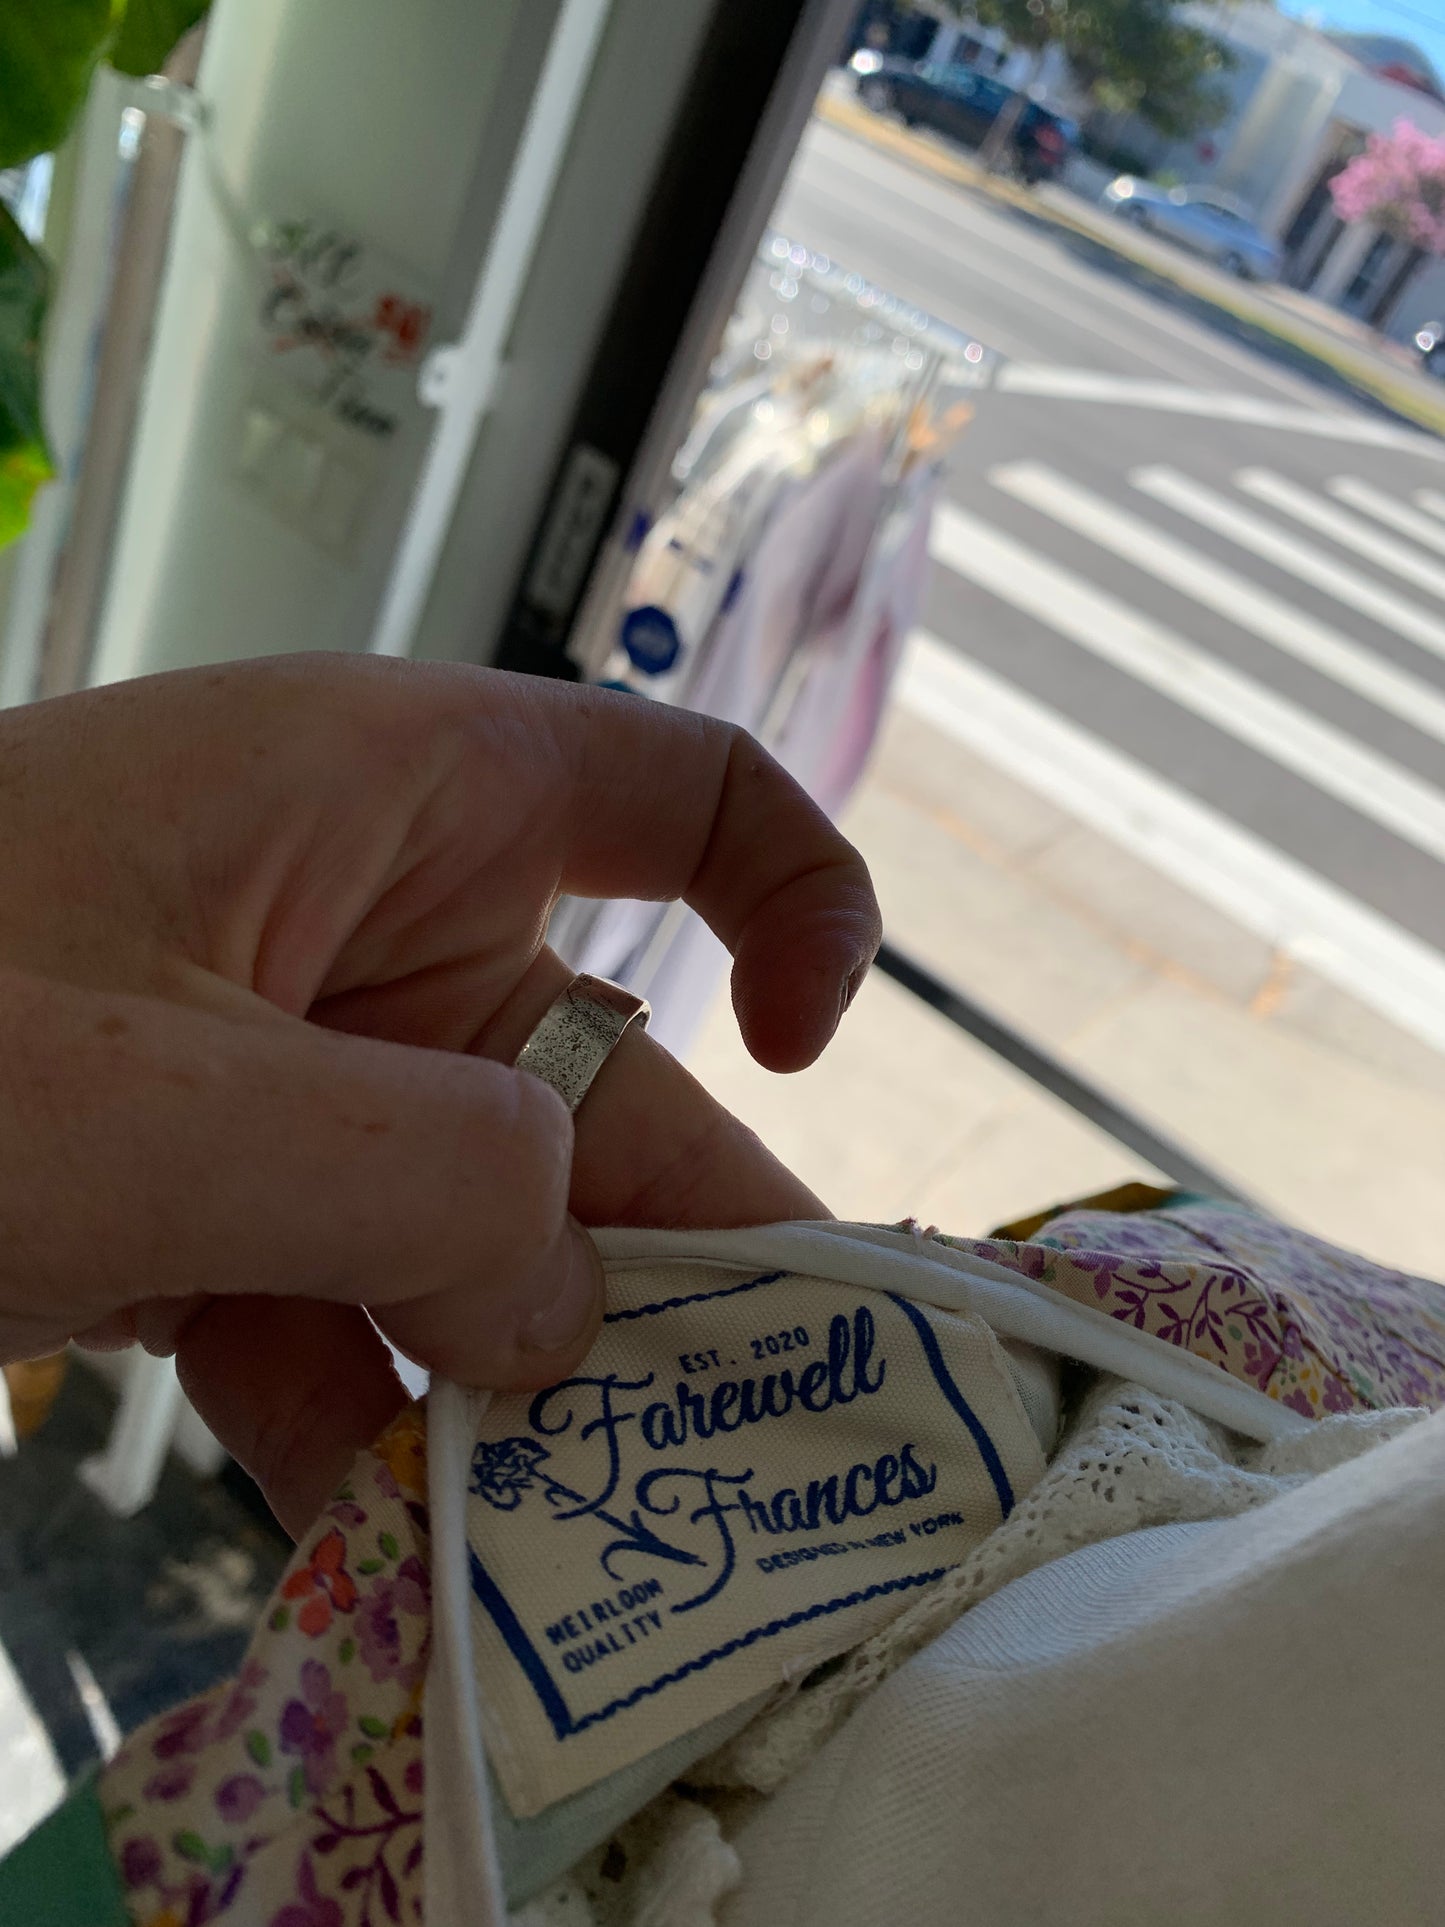 EST. 2020
Farewell
Frances
DESIGNED IN NEW YORK
HEIRLOOM
QUALITY